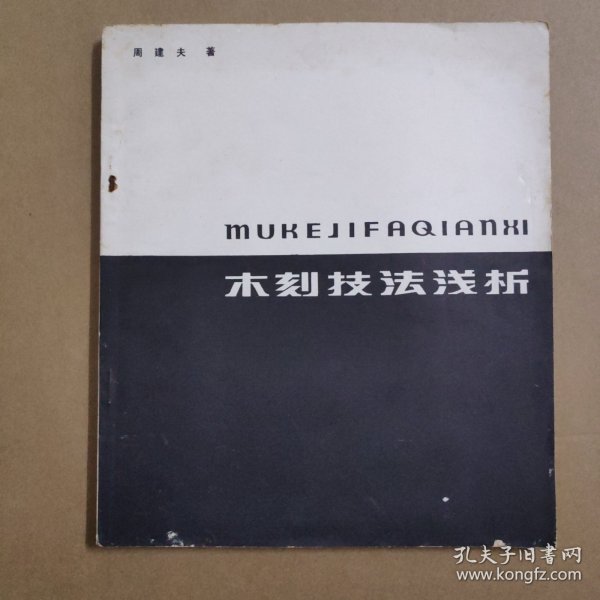 周建夫 著
MUKEJIFAQIANXI
木刻技法浅析
孔夫子旧书网
www.kongfz.com